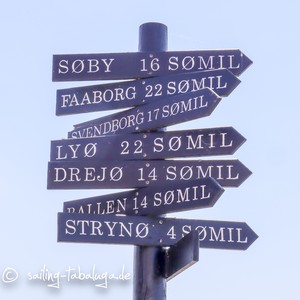 SØBY 16 SØMIL
FAABORG 22 SØMIL
SVENDBORG 17 SØMIL
LYØ 22 SØMIL
DREJØ 14 SØMIL
BALLEN 14 SØMIL
STRYNØ 4 SØMIL
© sailing-tabaluga.de